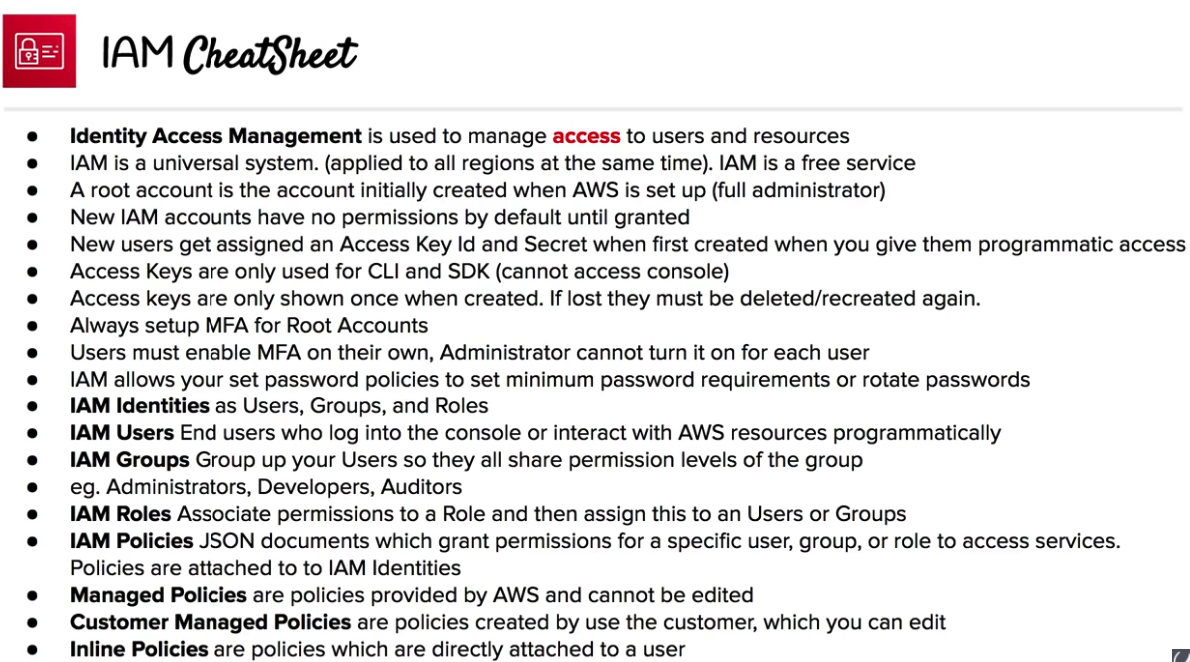 IAM CheatSheet
● Identity Access Management is used to manage access to users and resources
● IAM is a universal system. (applied to all regions at the same time). IAM is a free service
● A root account is the account initially created when AWS is set up (full administrator)
● New IAM accounts have no permissions by default until granted
● New users get assigned an Access Key Id and Secret when first created when you give them programmatic access
● Access Keys are only used for CLI and SDK (cannot access console)
● Access keys are only shown once when created. If lost they must be deleted/recreated again.
● Always setup MFA for Root Accounts
● Users must enable MFA on their own, Administrator cannot turn it on for each user
● IAM allows your set password policies to set minimum password requirements or rotate passwords
● IAM Identities as Users, Groups, and Roles
● IAM Users End users who log into the console or interact with AWS resources programmatically
● IAM Groups Group up your Users so they all share permission levels of the group
● eg. Administrators, Developers, Auditors
● IAM Roles Associate permissions to a Role and then assign this to an Users or Groups
● IAM Policies JSON documents which grant permissions for a specific user, group, or role to access services.
Policies are attached to to IAM Identities
● Managed Policies are policies provided by AWS and cannot be edited
● Customer Managed Policies are policies created by use the customer, which you can edit
● Inline Policies are policies which are directly attached to a user